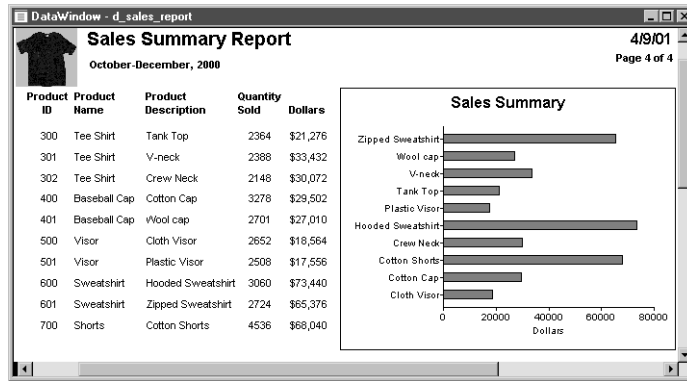 DataWindow - d_sales_report
Sales Summary Report
4/9/01
October-December, 2000
Page 4 of 4
Product ID Product Name Product Description Quantity Sold Dollars
300 Tee Shirt Tank Top 2364 $21,276
301 Tee Shirt V-neck 2388 $33,432
302 Tee Shirt Crew Neck 2148 $30,072
400 Baseball Cap Cotton Cap 3278 $29,502
401 Baseball Cap Wool cap 2701 $27,010
500 Visor Cloth Visor 2652 $18,564
501 Visor Plastic Visor 2508 $17,556
600 Sweatshirt Hooded Sweatshirt 3060 $73,440
601 Sweatshirt Zipped Sweatshirt 2724 $65,376
700 Shorts Cotton Shorts 4536 $68,040
Sales Summary
Zipped Sweatshirt
Wool cap
V-neck
Tank Top
Plastic Visor
Hooded Sweatshirt
Crew Neck
Cotton Shorts
Cotton Cap
Cloth Visor
0 20000 40000 60000 80000
Dollars